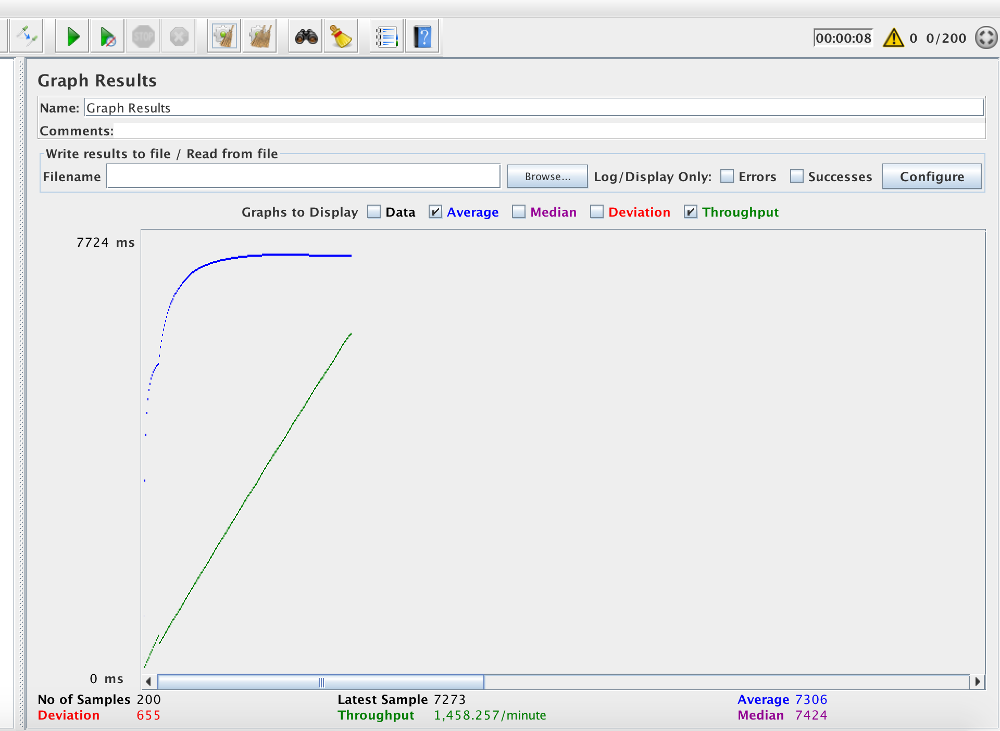 STOP
00:00:08 0 0/200
Graph Results
Name: Graph Results
Comments:
Write results to file / Read from file
Filename Browse... Log/Display Only: Errors Successes Configure
Graphs to Display Data Average Median Deviation Throughput
7724 ms
0 ms
No of Samples 200 Latest Sample 7273 Average 7306
Deviation 655 Throughput 1,458.257/minute Median 7424